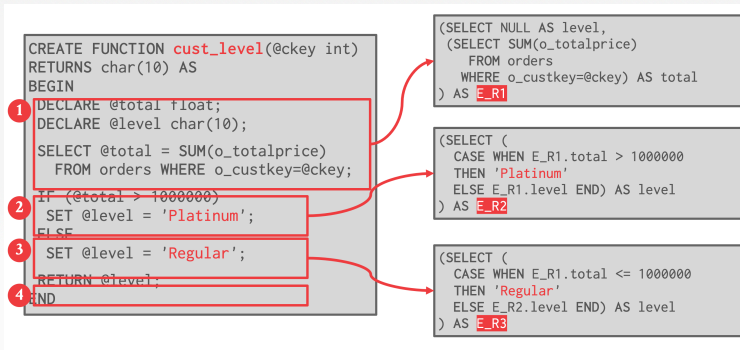 CREATE FUNCTION cust_level(@ckey int)
RETURNS char(10) AS
BEGIN
1
DECLARE @total float;
DECLARE @level char(10);
SELECT @total = SUM(o_totalprice)
FROM orders WHERE o_custkey=@ckey;
IF (@total > 1000000)
2
SET @level = 'Platinum';
ELSE
3
SET @level = 'Regular';
RETURN @level;
4
END
(SELECT NULL AS level,
(SELECT SUM(o_totalprice)
FROM orders
WHERE o_custkey=@ckey) AS total
) AS E_R1
(SELECT (
CASE WHEN E_R1.total > 1000000
THEN 'Platinum'
ELSE E_R1.level END) AS level
) AS E_R2
(SELECT (
CASE WHEN E_R1.total <= 1000000
THEN 'Regular'
ELSE E_R2.level END) AS level
) AS E_R3